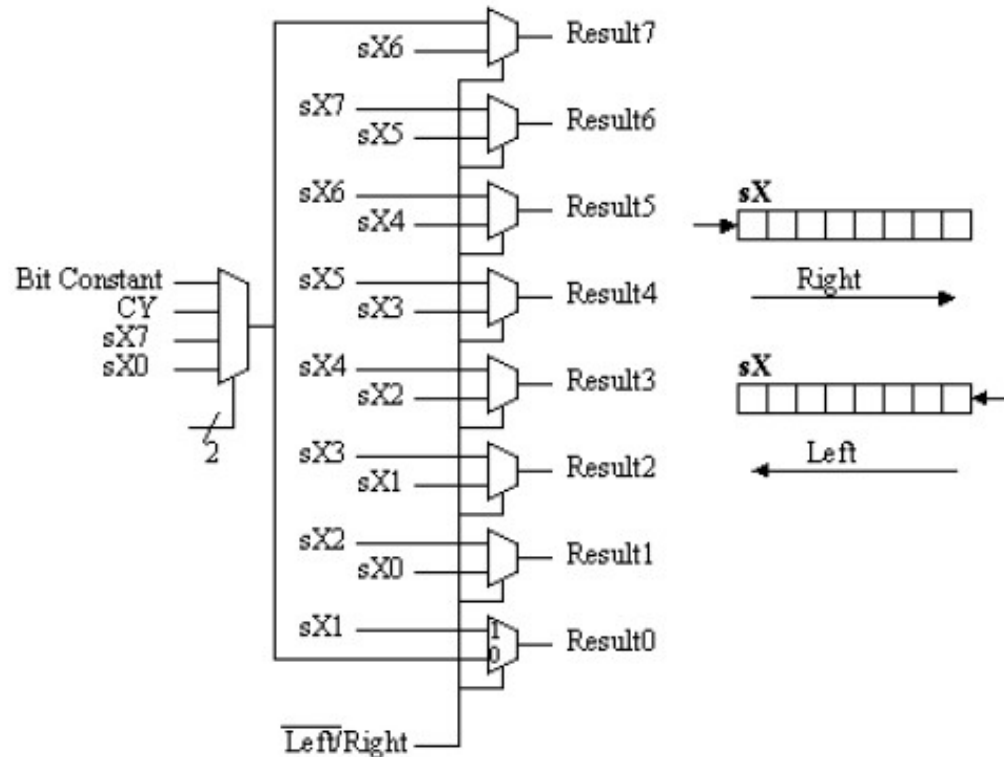 Result7
sX6
sX7
Result6
sX5
sX6
Result5
sX4
sX
Right
Bit Constant
CY
sX7
sX0
2
sX5
Result4
sX3
sX4
Result3
sX2
sX
Left
sX3
Result2
sX1
sX2
Result1
sX0
sX1
1
0
Result0
Left/Right